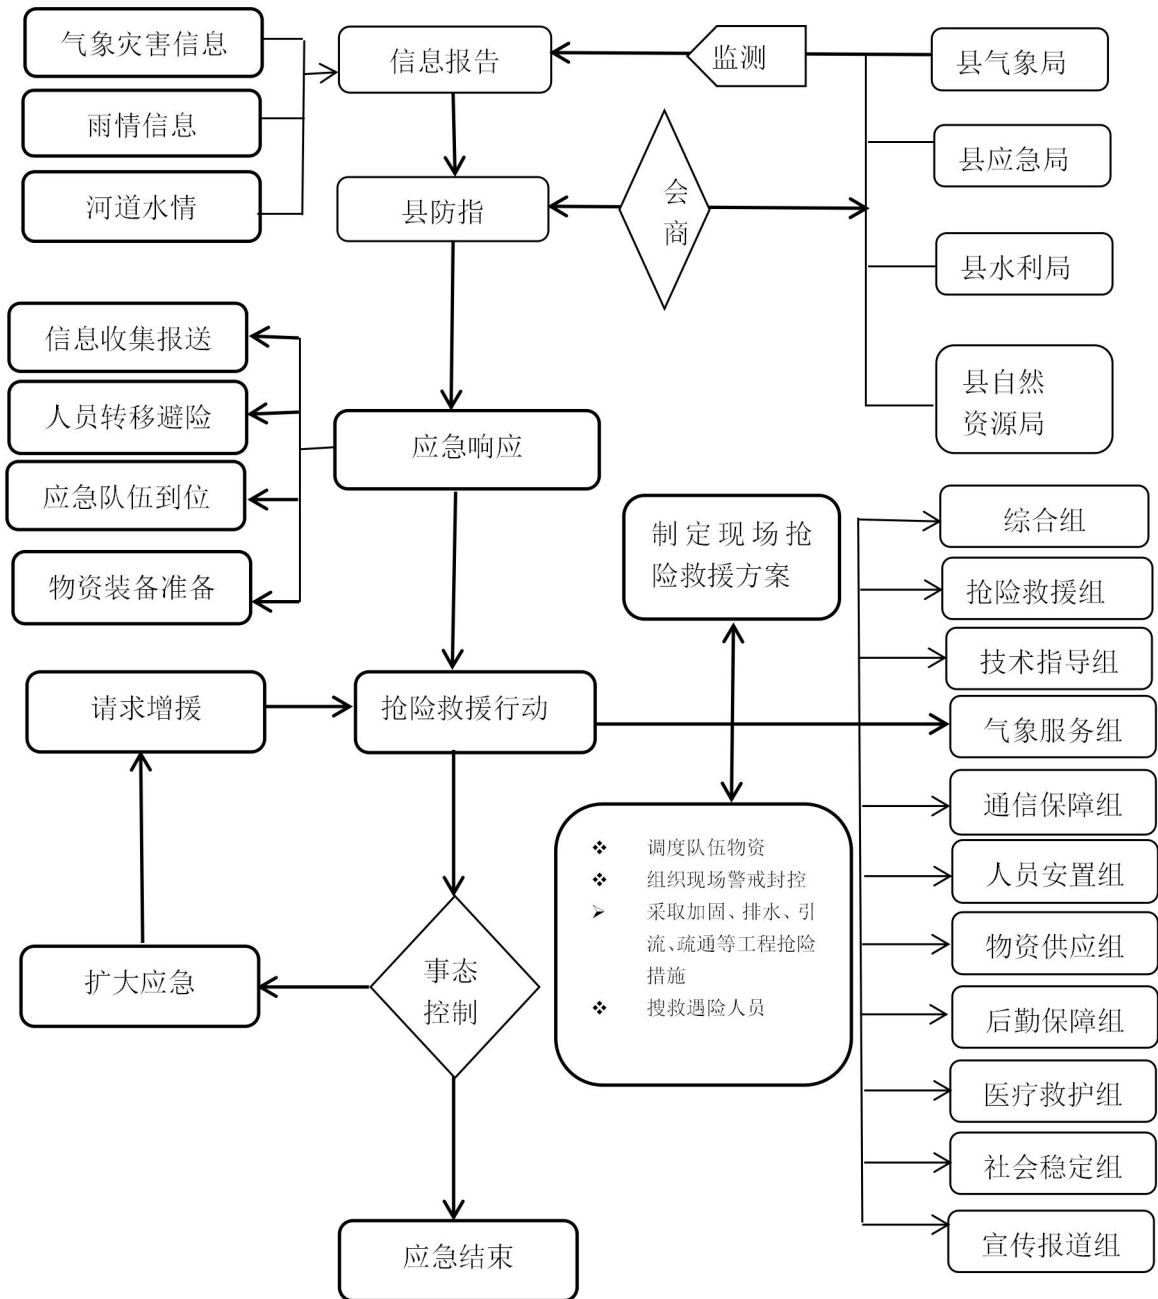 气象灾害信息
雨情信息
河道水情
信息报告
监测
县气象局
县应急局
县水利局
县自然
资源局
会
商
县防指
信息收集报送
人员转移避险
应急队伍到位
物资装备准备
应急响应
制定现场抢
险救援方案
综合组
抢险救援组
技术指导组
气象服务组
通信保障组
人员安置组
物资供应组
后勤保障组
医疗救护组
社会稳定组
宣传报道组
请求增援
抢险救援行动
❖ 调度队伍物资
❖ 组织现场警戒封控
➢ 采取加固、排水、引
流、疏通等工程抢险
措施
❖ 搜救遇险人员
扩大应急
事态
控制
应急结束